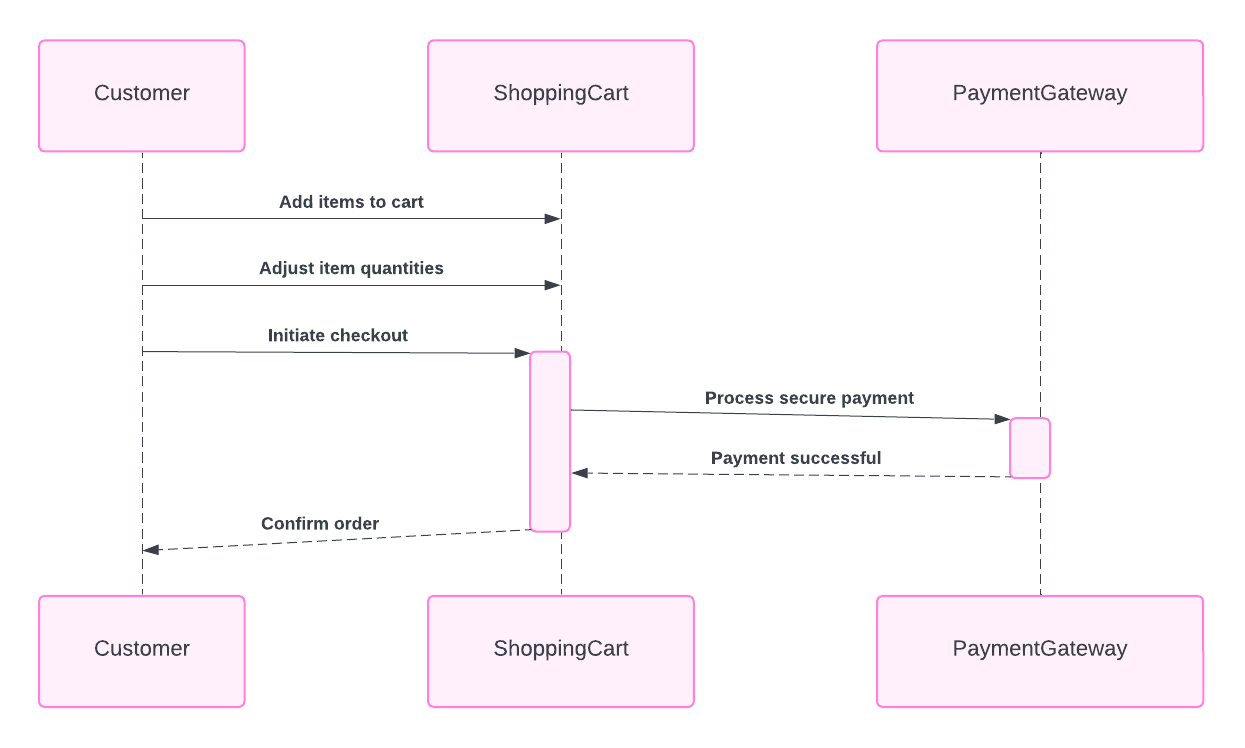 Customer
ShoppingCart
PaymentGateway
Add items to cart
Adjust item quantities
Initiate checkout
Process secure payment
Payment successful
Confirm order
Customer
ShoppingCart
PaymentGateway